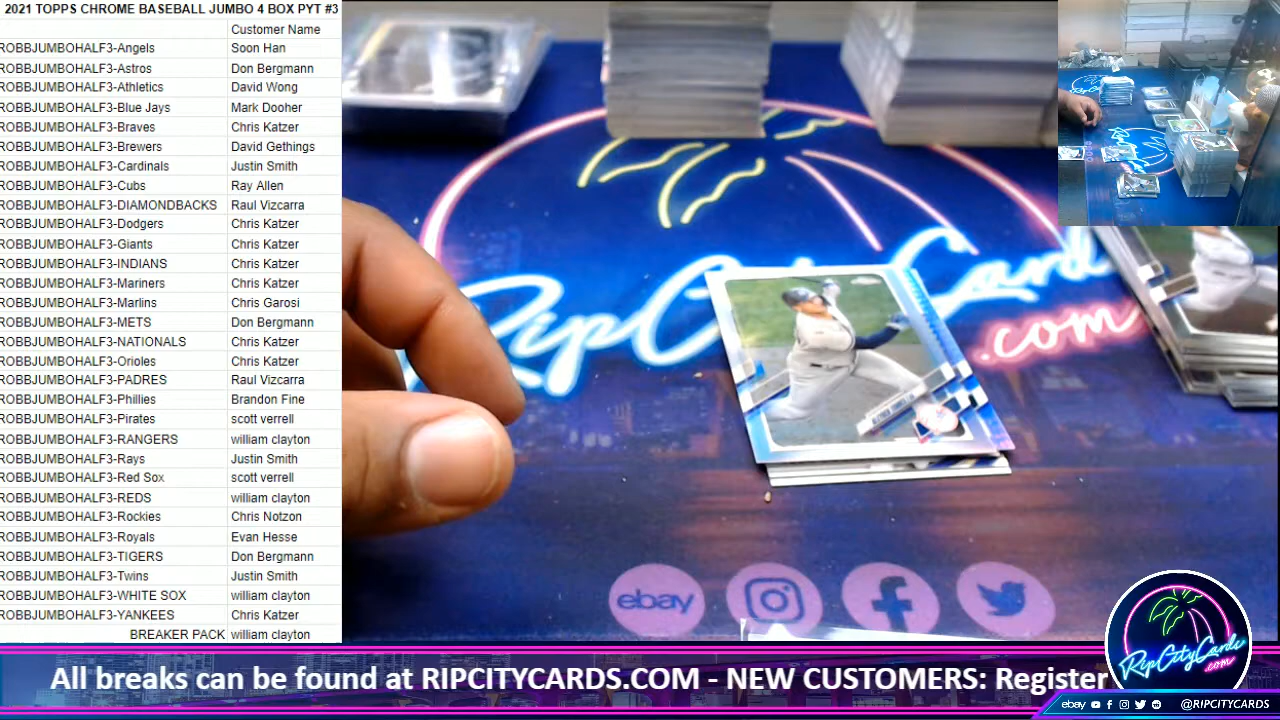 2021 TOPPS CHROME BASEBALL JUMBO 4 BOX PYT #3
Customer Name
ROBBJUMBOHALF3-Angels Soon Han
ROBBJUMBOHALF3-Astros Don Bergmann
ROBBJUMBOHALF3-Athletics David Wong
ROBBJUMBOHALF3-Blue Jays Mark Dooher
ROBBJUMBOHALF3-Braves Chris Katzer
ROBBJUMBOHALF3-Brewers David Gethings
ROBBJUMBOHALF3-Cardinals Justin Smith
ROBBJUMBOHALF3-Cubs Ray Allen
ROBBJUMBOHALF3-DIAMONDBACKS Raul Vizcarra
ROBBJUMBOHALF3-Dodgers Chris Katzer
ROBBJUMBOHALF3-Giants Chris Katzer
ROBBJUMBOHALF3-INDIANS Chris Katzer
ROBBJUMBOHALF3-Mariners Chris Katzer
ROBBJUMBOHALF3-Marlins Chris Garosi
ROBBJUMBOHALF3-METS Don Bergmann
ROBBJUMBOHALF3-NATIONALS Chris Katzer
ROBBJUMBOHALF3-Orioles Chris Katzer
ROBBJUMBOHALF3-PADRES Raul Vizcarra
ROBBJUMBOHALF3-Phillies Brandon Fine
ROBBJUMBOHALF3-Pirates scott verrell
ROBBJUMBOHALF3-RANGERS william clayton
ROBBJUMBOHALF3-Rays Justin Smith
ROBBJUMBOHALF3-Red Sox scott verrell
ROBBJUMBOHALF3-REDS william clayton
ROBBJUMBOHALF3-Rockies Chris Notzon
ROBBJUMBOHALF3-Royals Evan Hesse
ROBBJUMBOHALF3-TIGERS Don Bergmann
ROBBJUMBOHALF3-Twins Justin Smith
ROBBJUMBOHALF3-WHITE SOX william clayton
ROBBJUMBOHALF3-YANKEES Chris Katzer
BREAKER PACK william clayton
RipCityCards
.com
ebay
All breaks can be found at RIPCITYCARDS.COM - NEW CUSTOMERS: Register
RipCityCards
.com
ebay @RIPCITYCARDS